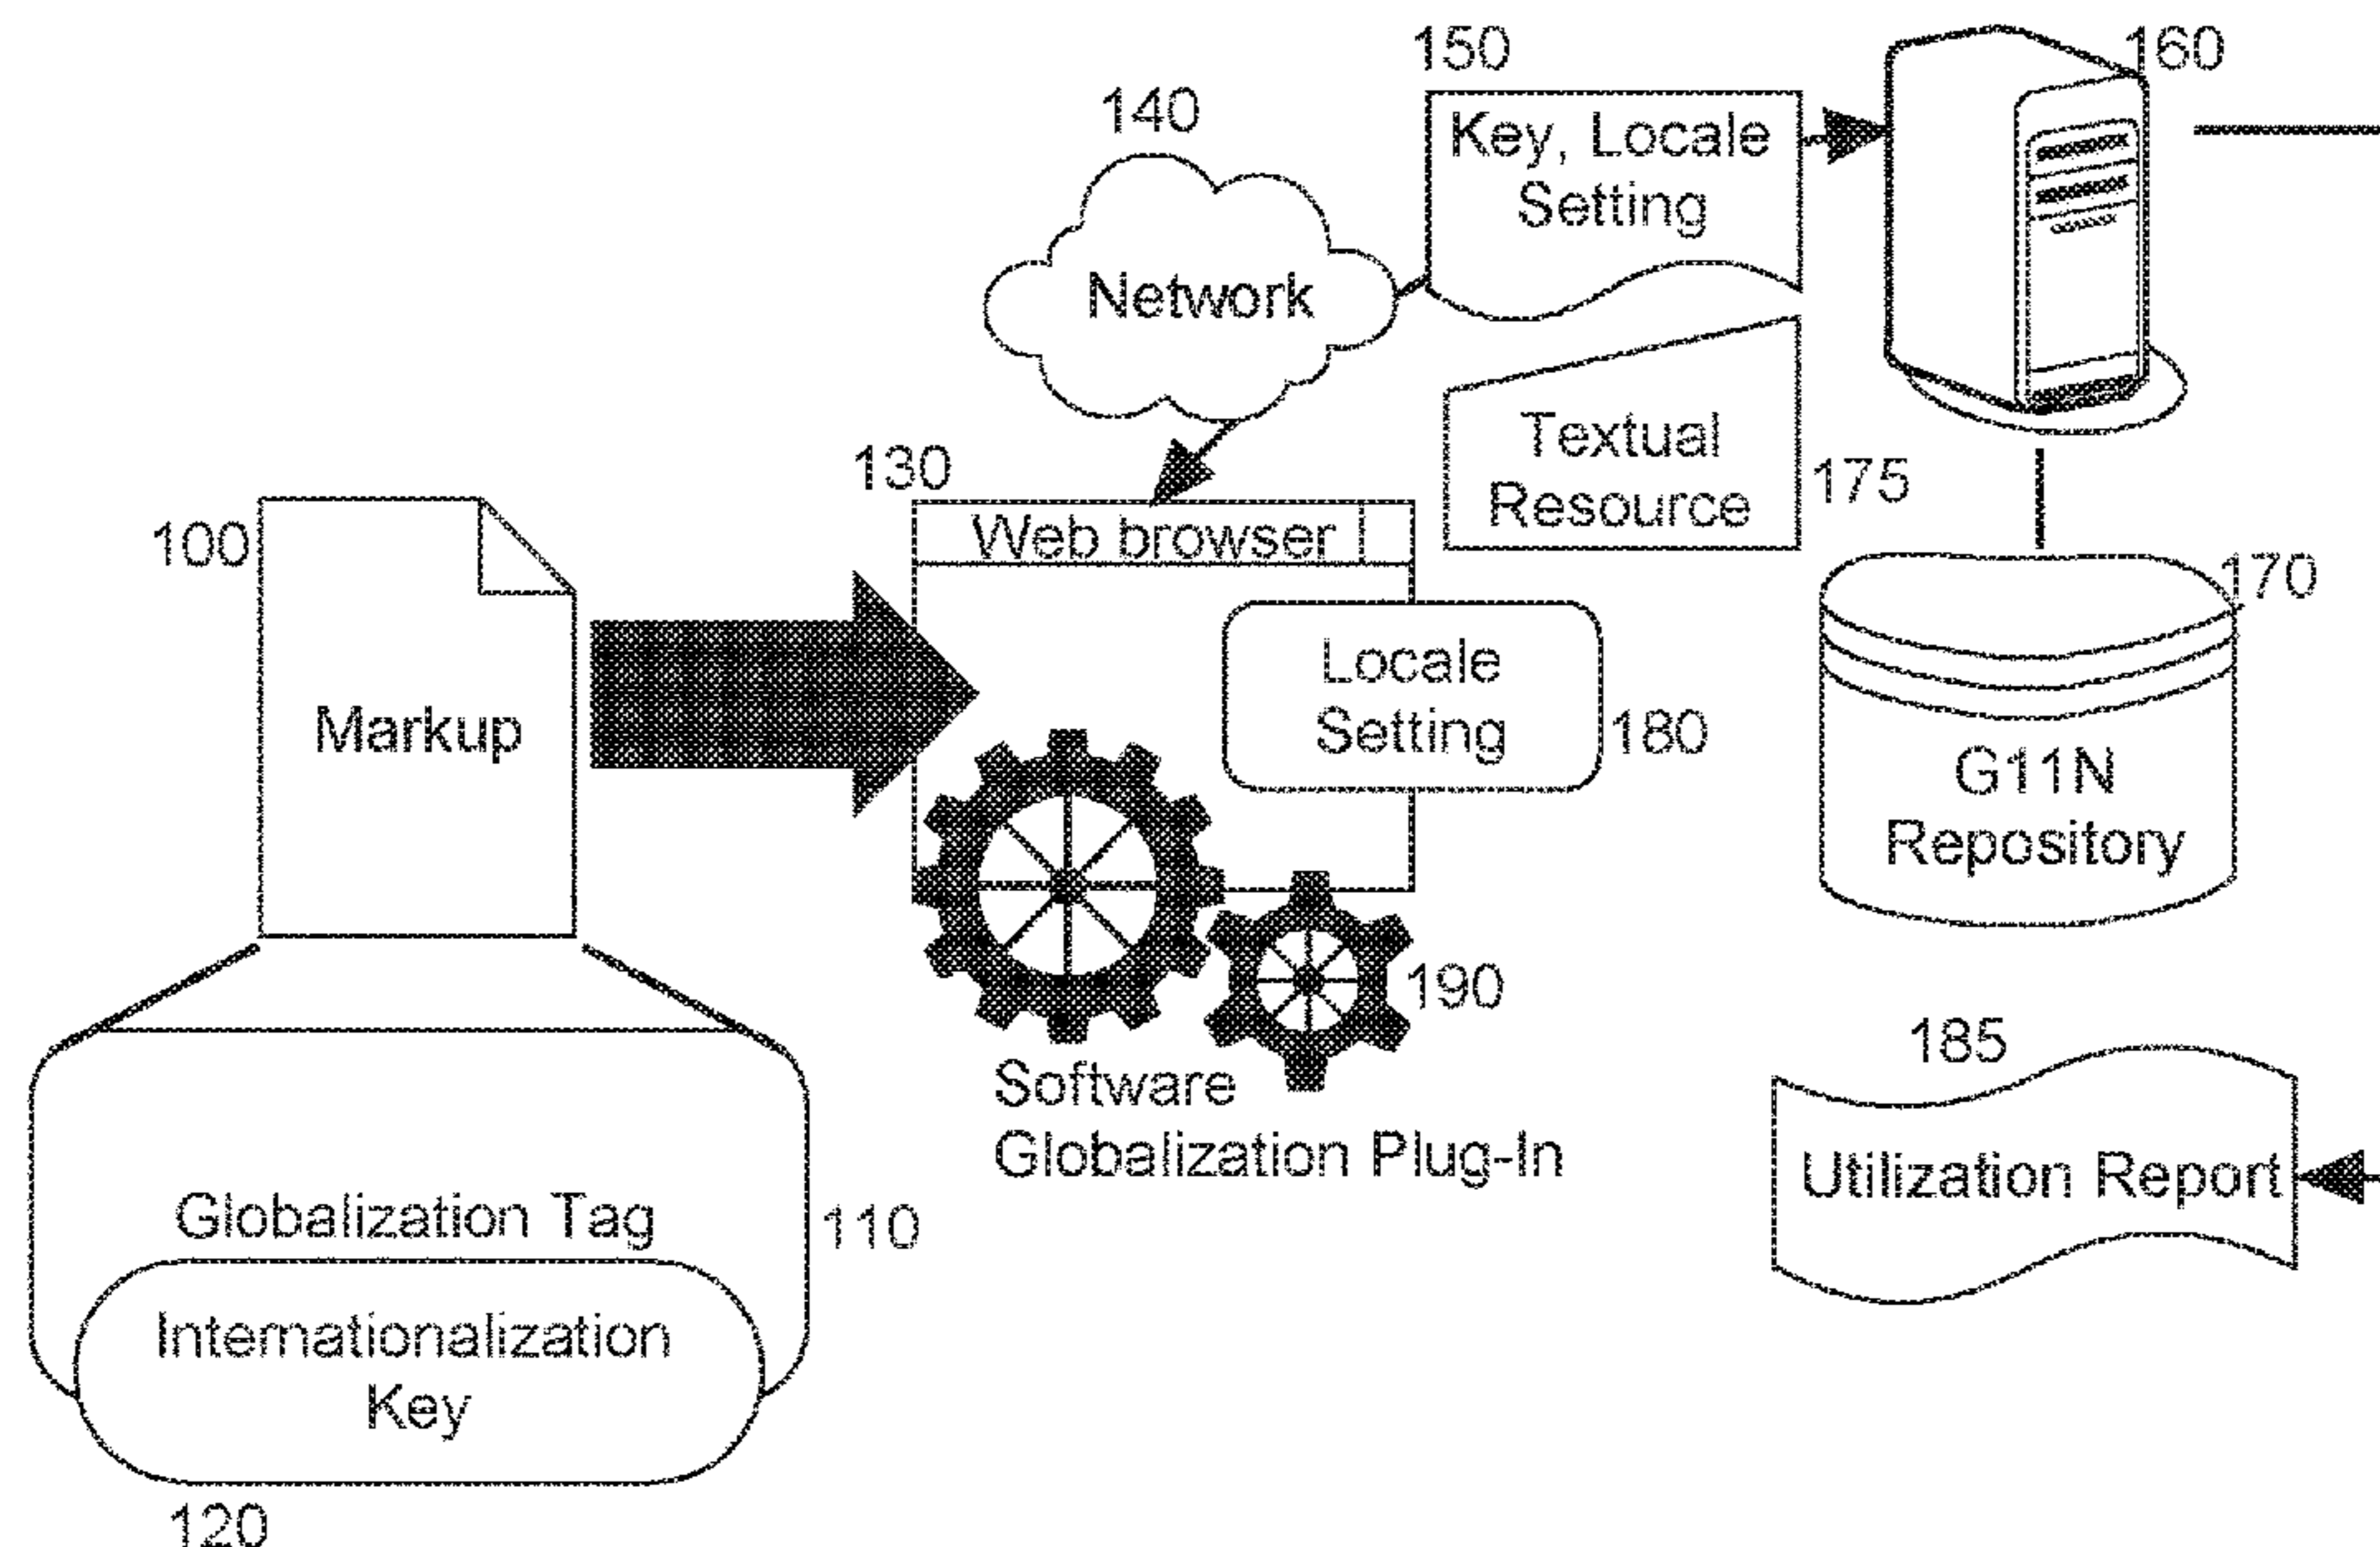 150
160
140
Key, Locale
Setting
Network
Textual
Resource
175
130
Web browser
100
Markup
170
Locale
Setting
180
G11N
Repository
190
Software
Globalization Plug-In
185
Utilization Report
Globalization Tag
110
Internationalization
Key
120